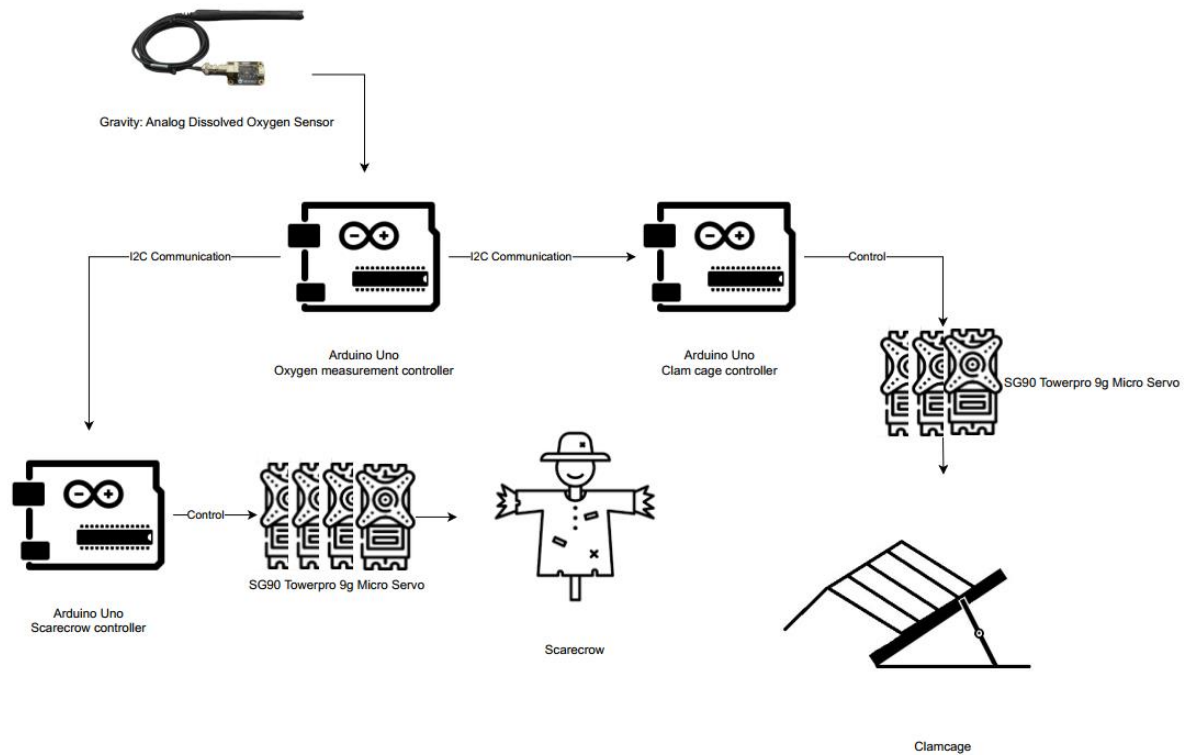 Gravity: Analog Dissolved Oxygen Sensor
I2C Communication
I2C Communication
Control
Arduino Uno
Oxygen measurement controller
Arduino Uno
Clam cage controller
SG90 Towerpro 9g Micro Servo
Control
SG90 Towerpro 9g Micro Servo
Arduino Uno
Scarecrow controller
Scarecrow
Clamcage